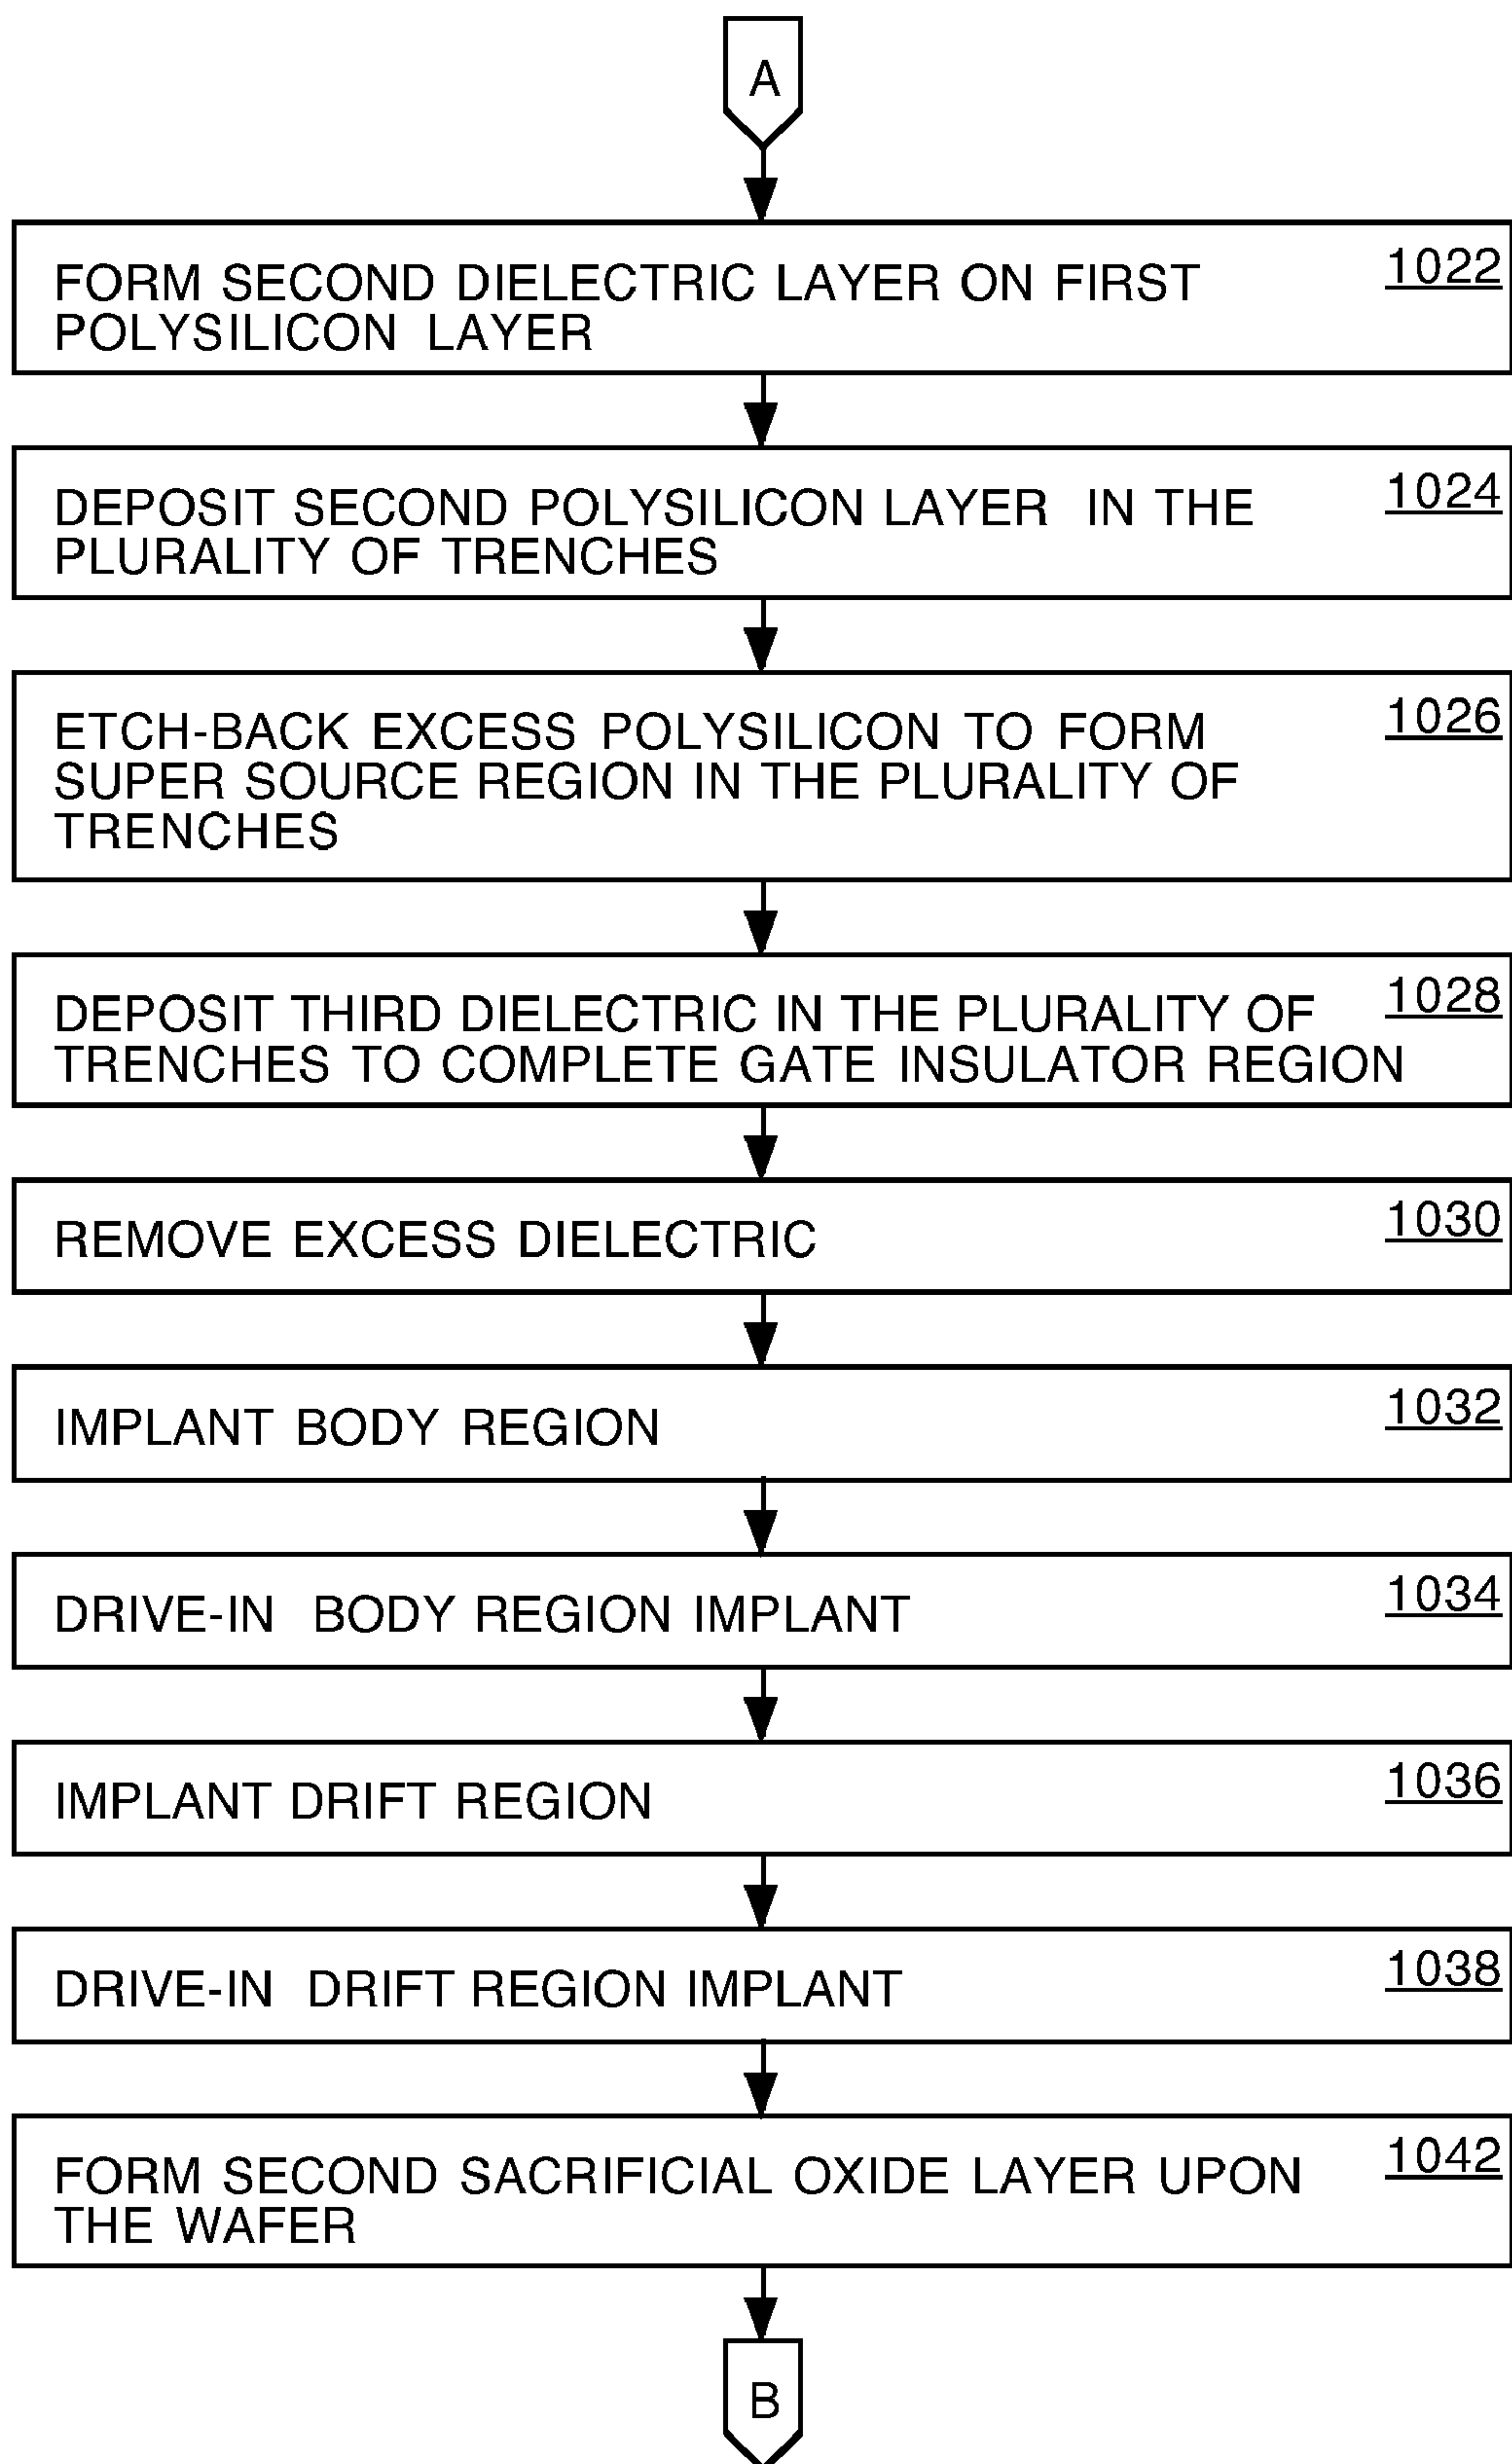 A
FORM SECOND DIELECTRIC LAYER ON FIRST
POLYSILICON LAYER
1022
DEPOSIT SECOND POLYSILICON LAYER IN THE
PLURALITY OF TRENCHES
1024
ETCH-BACK EXCESS POLYSILICON TO FORM
SUPER SOURCE REGION IN THE PLURALITY OF
TRENCHES
1026
DEPOSIT THIRD DIELECTRIC IN THE PLURALITY OF
TRENCHES TO COMPLETE GATE INSULATOR REGION
1028
REMOVE EXCESS DIELECTRIC
1030
IMPLANT BODY REGION
1032
DRIVE-IN BODY REGION IMPLANT
1034
IMPLANT DRIFT REGION
1036
DRIVE-IN DRIFT REGION IMPLANT
1038
FORM SECOND SACRIFICIAL OXIDE LAYER UPON
THE WAFER
1042
B